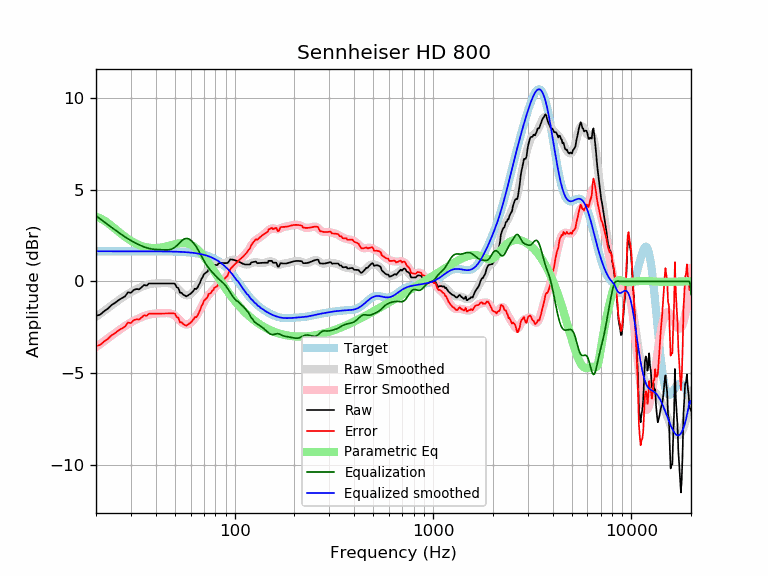 Sennheiser HD 800
Amplitude (dBr)
10
5
0
−5
−10
Target
Raw Smoothed
Error Smoothed
Raw
Error
Parametric Eq
Equalization
Equalized smoothed
100
1000
10000
Frequency (Hz)